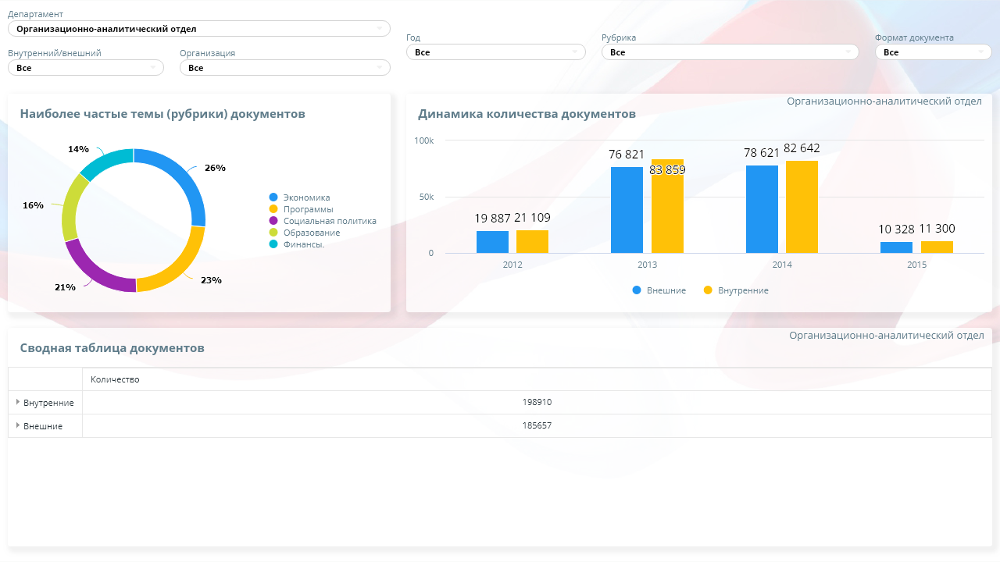 Департамент
Организационно-аналитический отдел
Внутренний/внешний
Организация
Все
Все
Год
Рубрика
Формат документа
Все
Все
Все
Наиболее частые темы (рубрики) документов
14%
26%
16%
21%
23%
Экономика
Программы
Социальная политика
Образование
Финансы.
Организационно-аналитический отдел
Динамика количества документов
100k
50k
0
19 887
21 109
76 821
83 859
78 621
82 642
10 328
11 300
2012
2013
2014
2015
Внешние
Внутренние
Организационно-аналитический отдел
Сводная таблица документов
Количество
Внутренние
198910
Внешние
185657